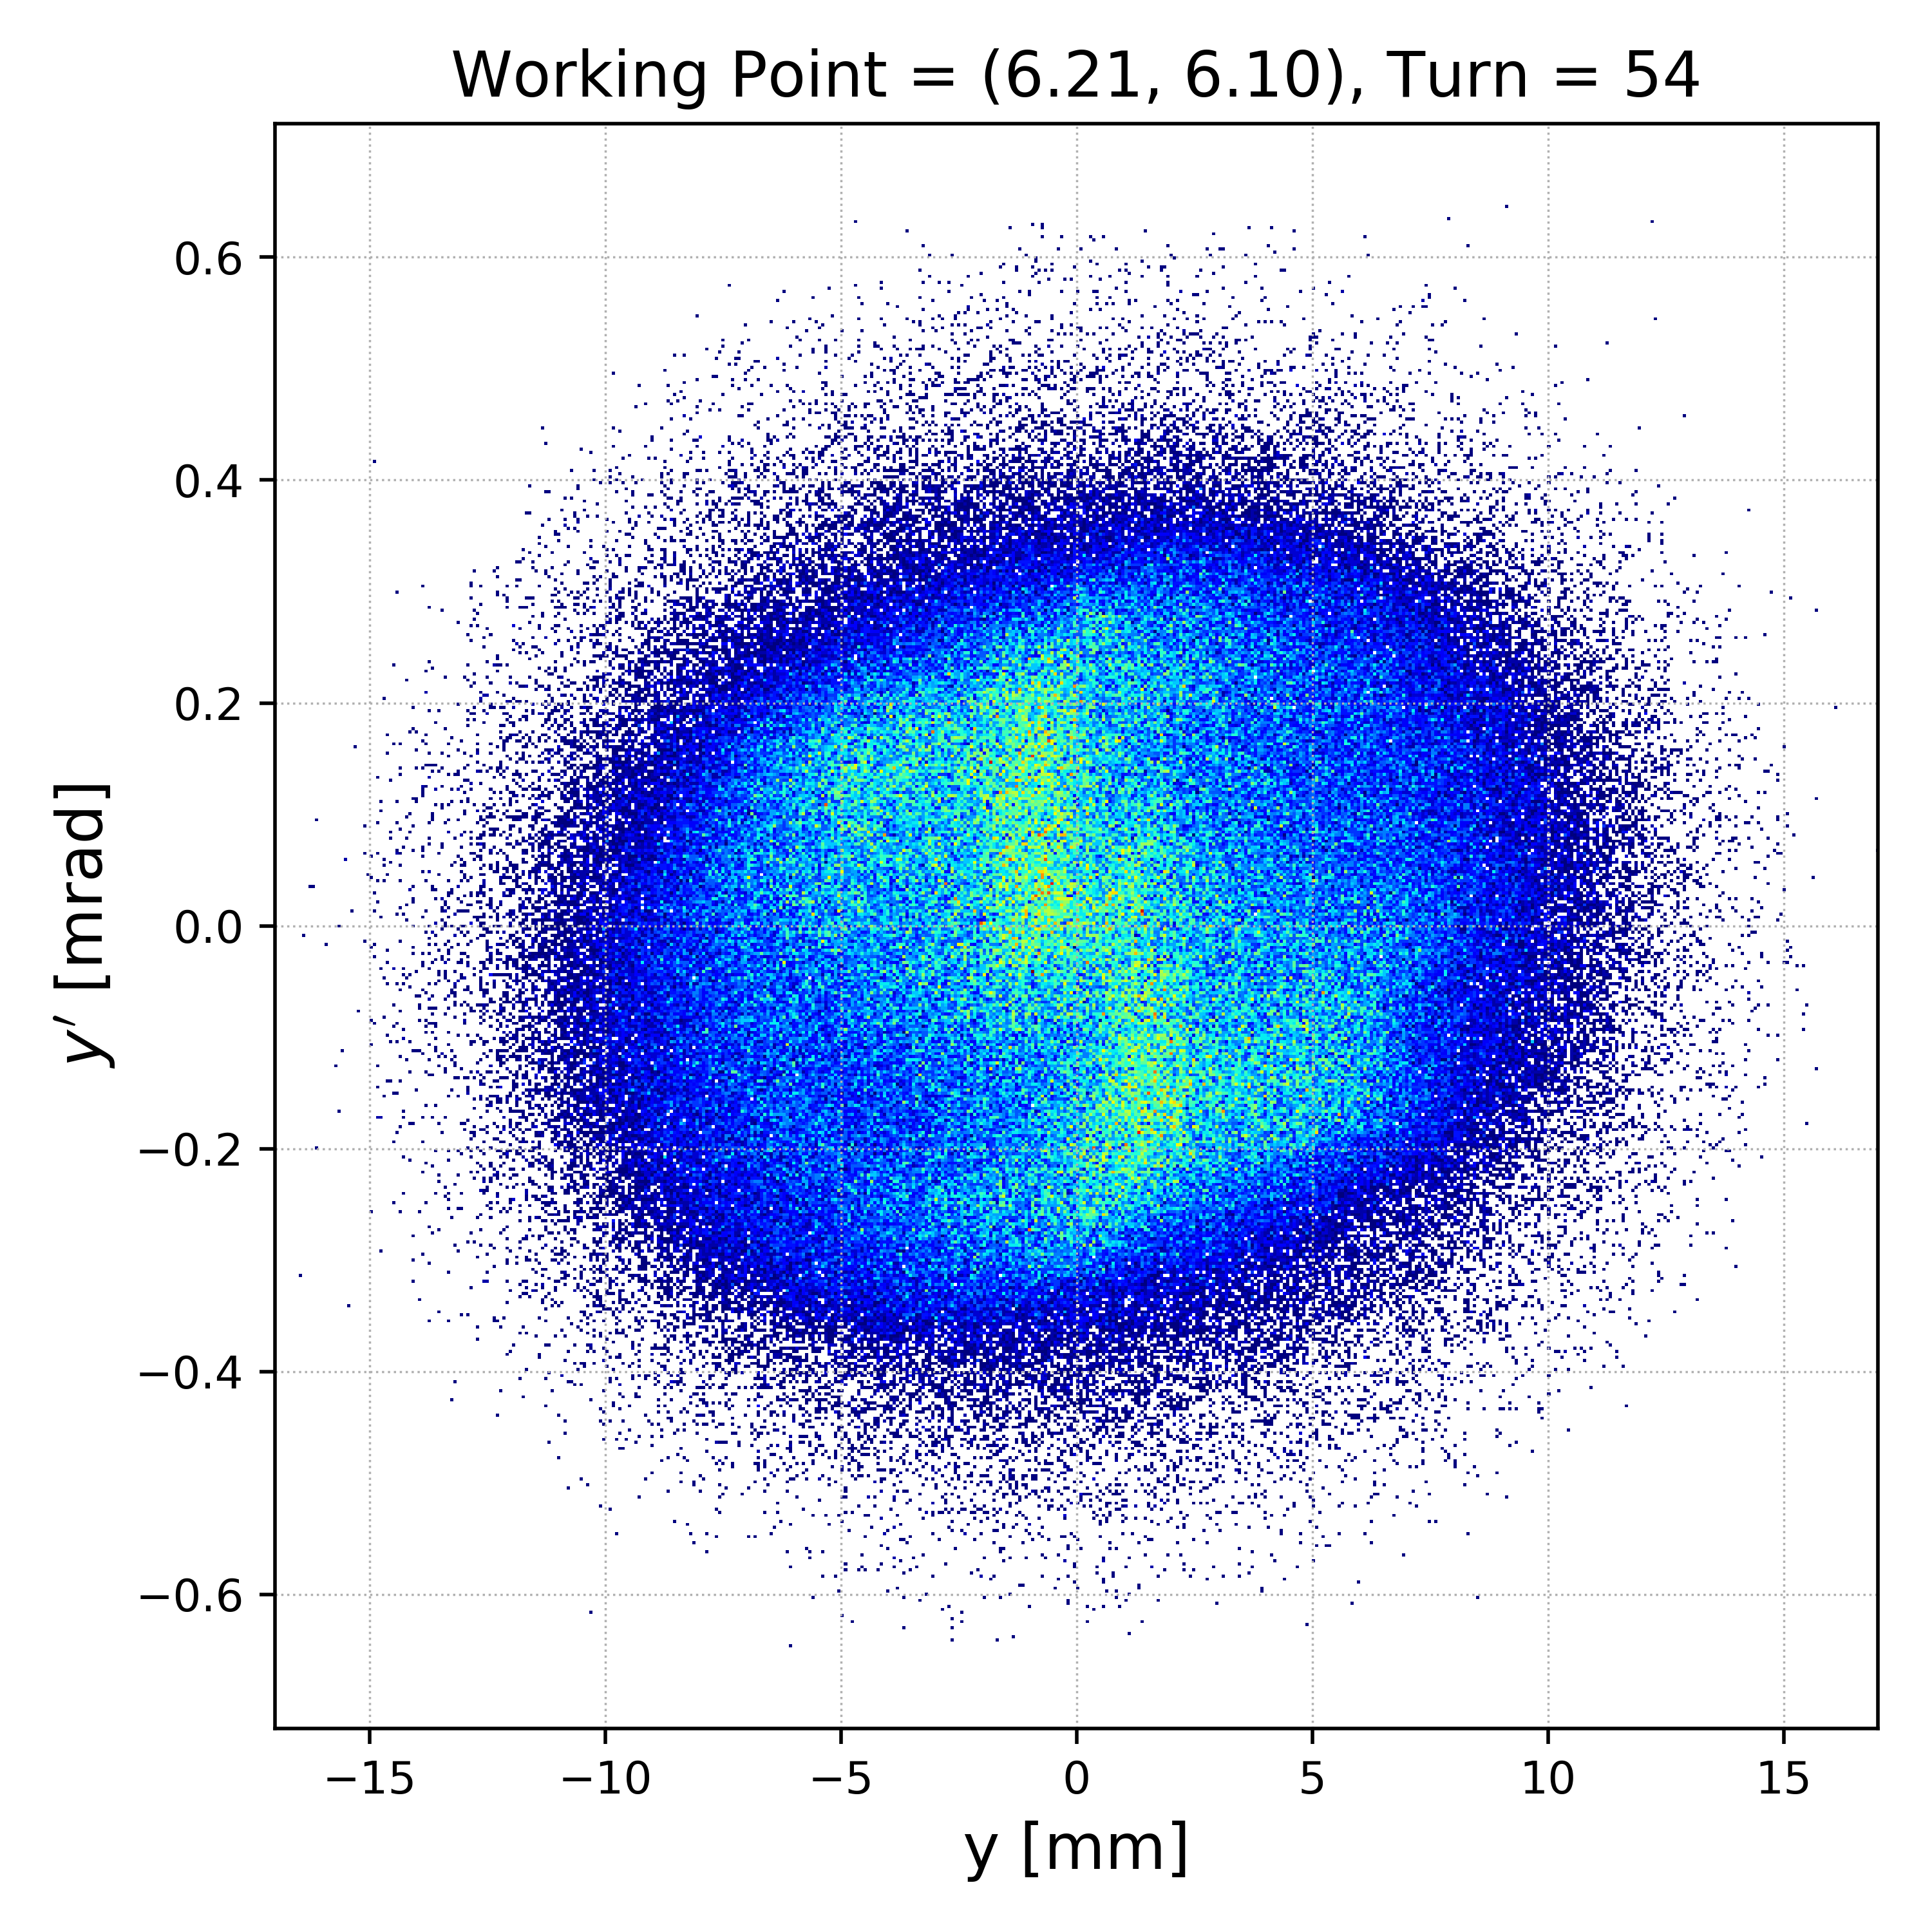 Working Point = (6.21, 6.10), Turn = 54
0.6
0.4
0.2
0.0
−0.2
−0.4
−0.6
y′ [mrad]
−15 −10 −5 0 5 10 15
y [mm]